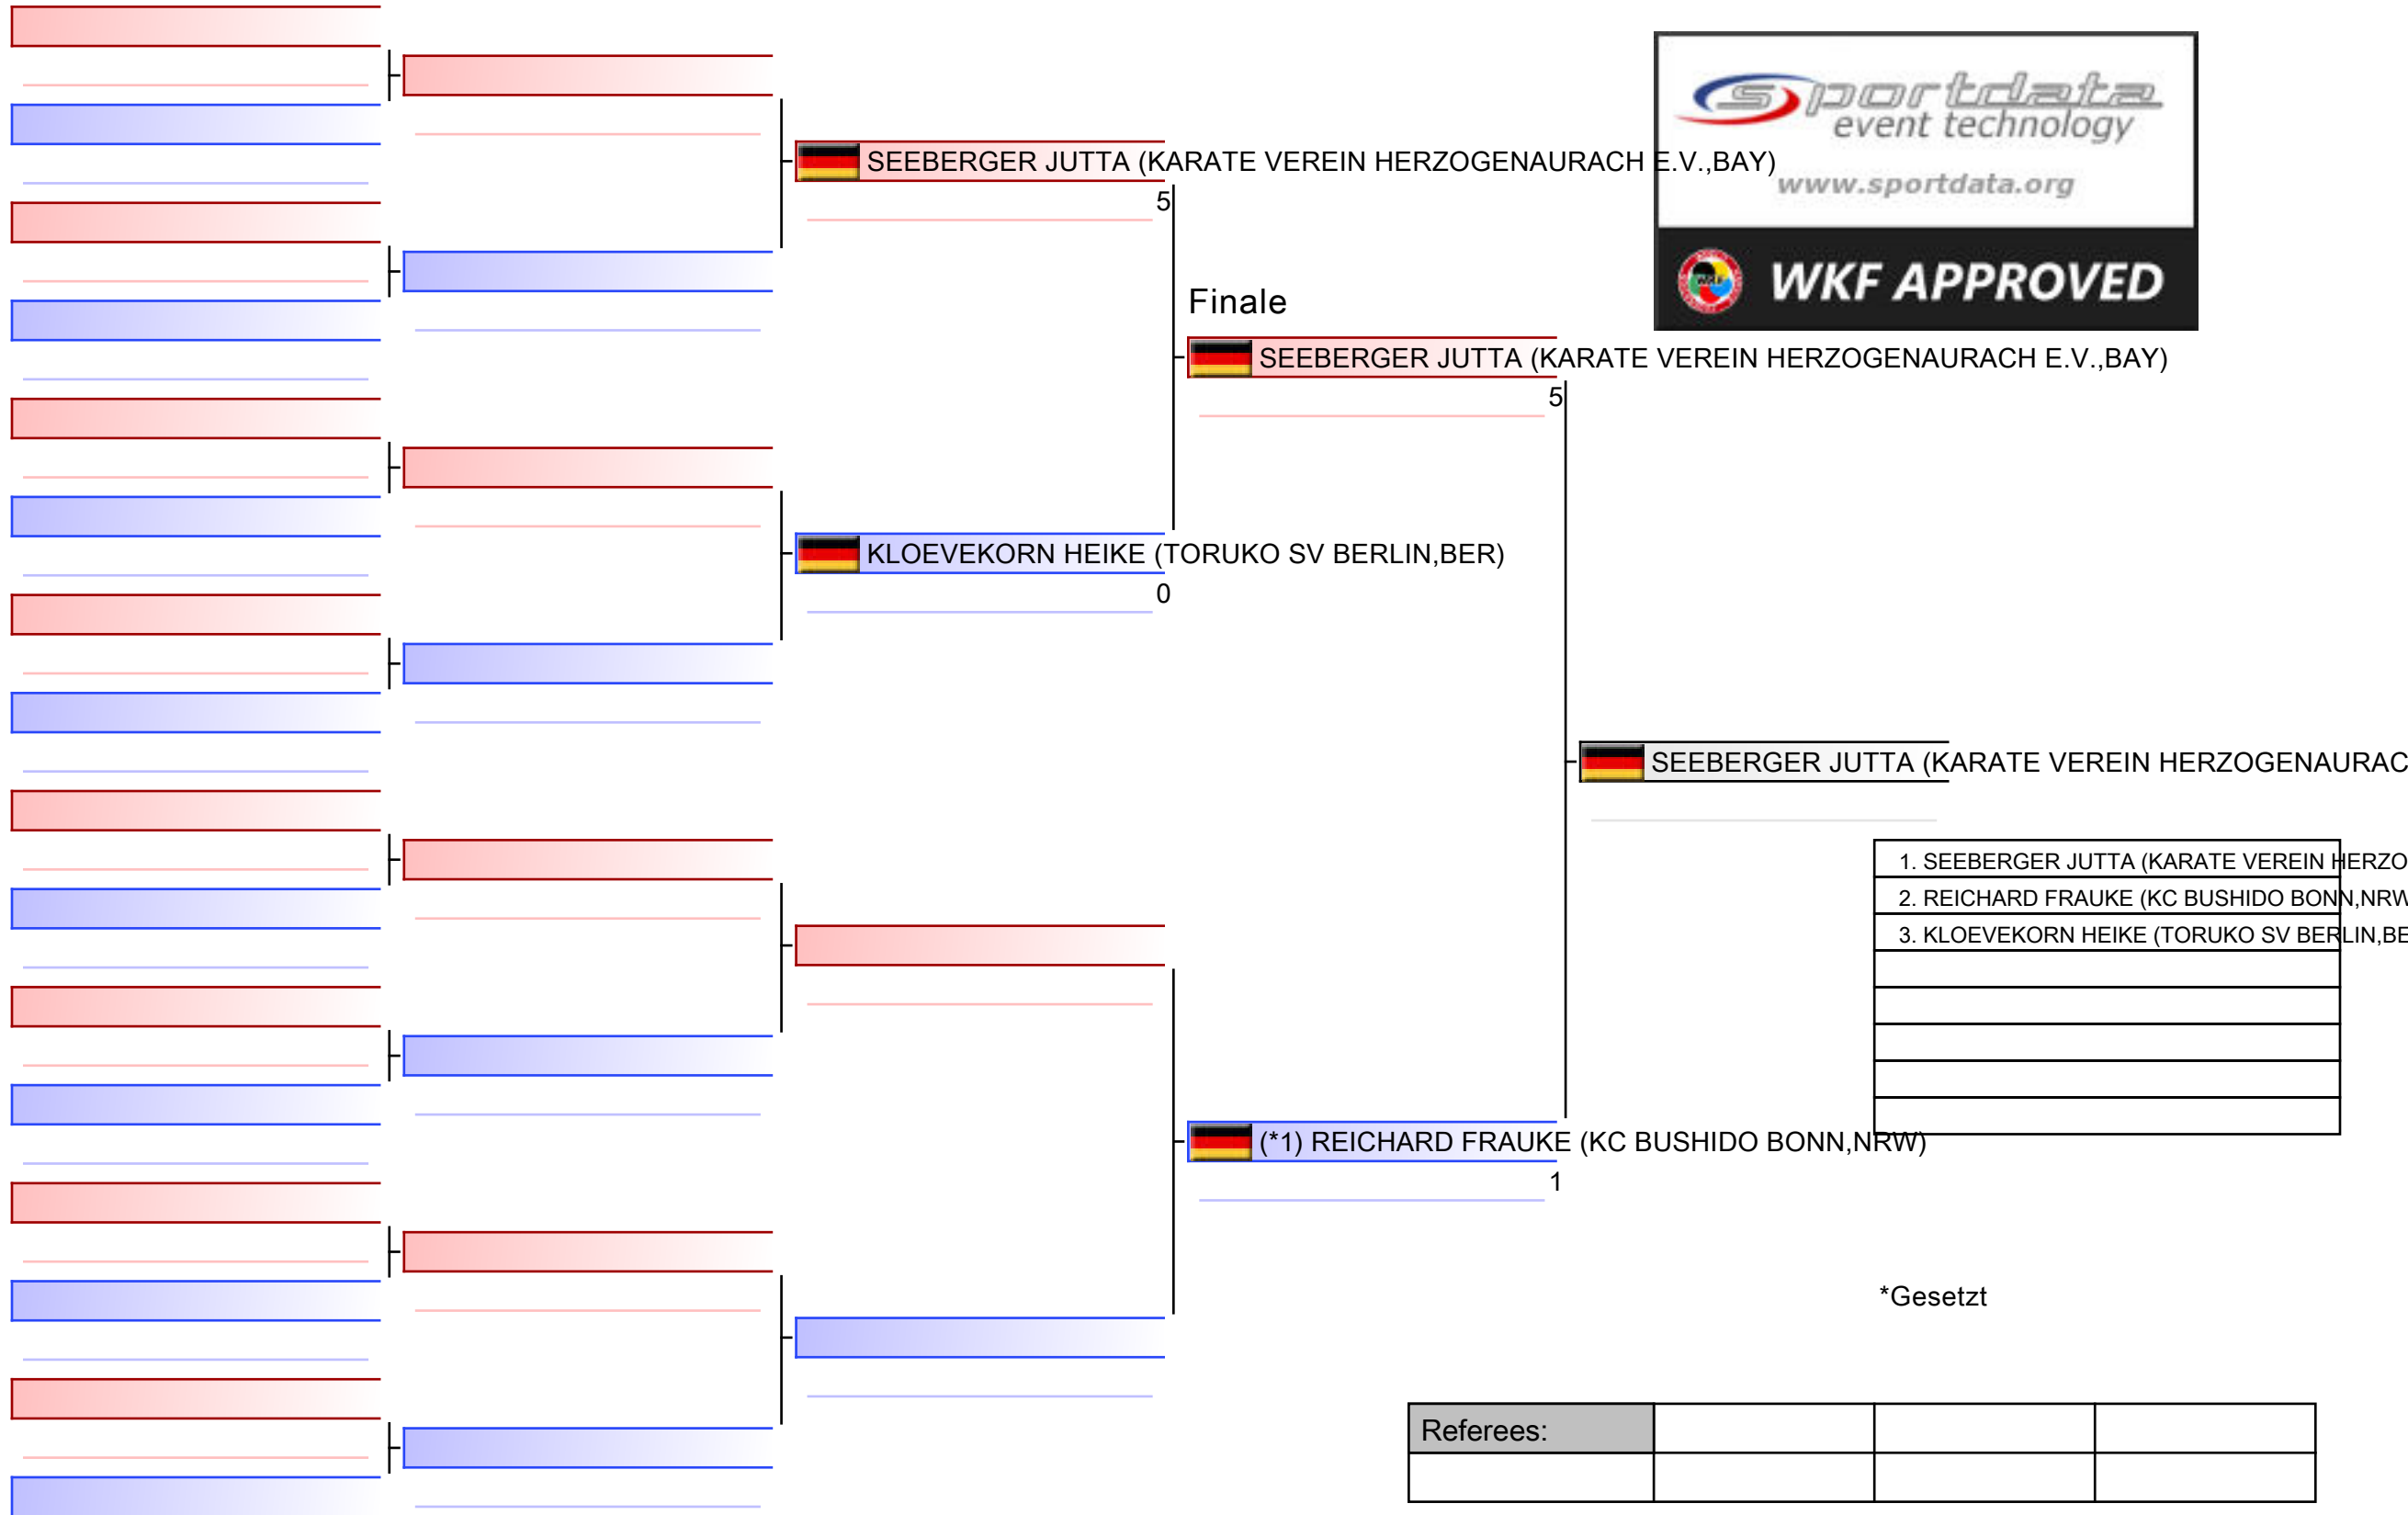 sportdata
event technology
www.sportdata.org
WKF APPROVED
SEEBERGER JUTTA (KARATE VEREIN HERZOGENAURACH E.V.,BAY)
5
Finale
SEEBERGER JUTTA (KARATE VEREIN HERZOGENAURACH E.V.,BAY)
5
KLOEVEKORN HEIKE (TORUKO SV BERLIN,BER)
0
SEEBERGER JUTTA (KARATE VEREIN HERZOGENAURAC
1. SEEBERGER JUTTA (KARATE VEREIN HERZO
2. REICHARD FRAUKE (KC BUSHIDO BONN,NRW
3. KLOEVEKORN HEIKE (TORUKO SV BERLIN,BE
(*1) REICHARD FRAUKE (KC BUSHIDO BONN,NRW)
1
*Gesetzt
Referees: